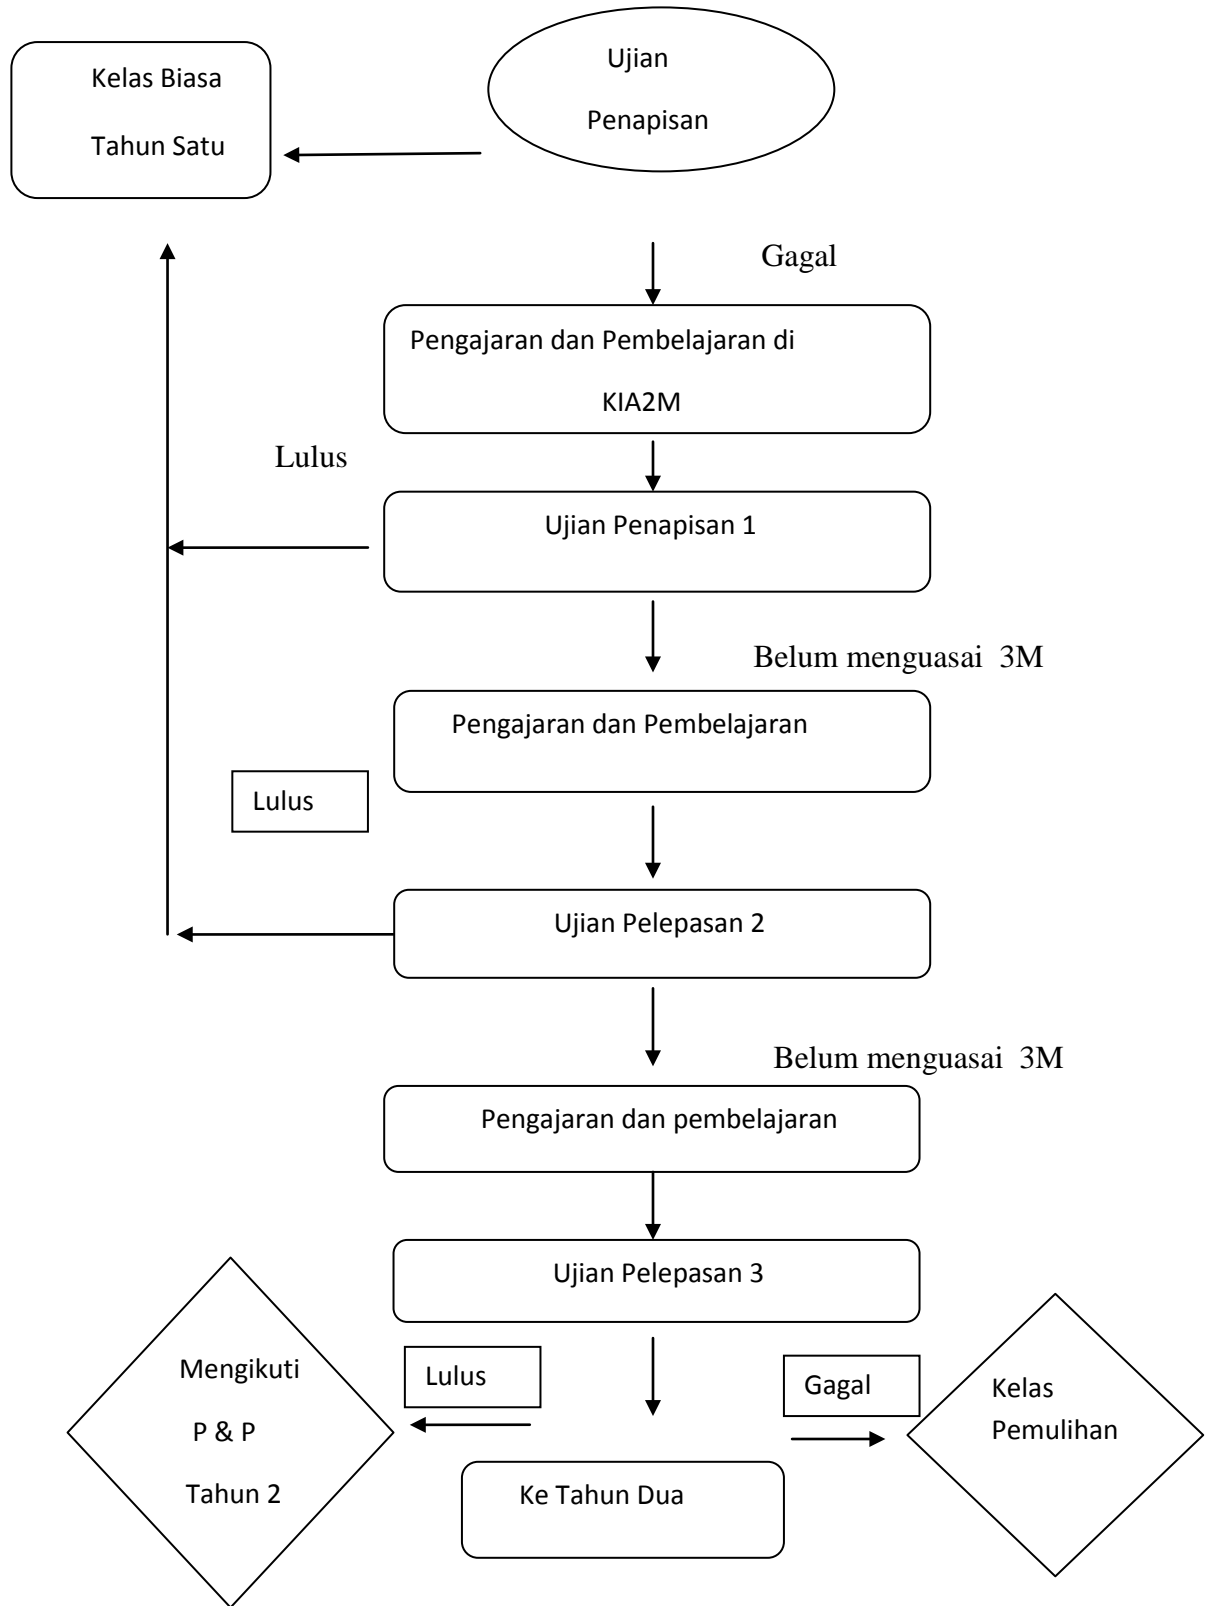 Kelas Biasa
Tahun Satu
Ujian
Penapisan
Gagal
Pengajaran dan Pembelajaran di
KIA2M
Lulus
Ujian Penapisan 1
Belum menguasai 3M
Pengajaran dan Pembelajaran
Lulus
Ujian Pelepasan 2
Belum menguasai 3M
Pengajaran dan pembelajaran
Ujian Pelepasan 3
Mengikuti
P & P
Tahun 2
Lulus
Gagal
Kelas
Pemulihan
Ke Tahun Dua